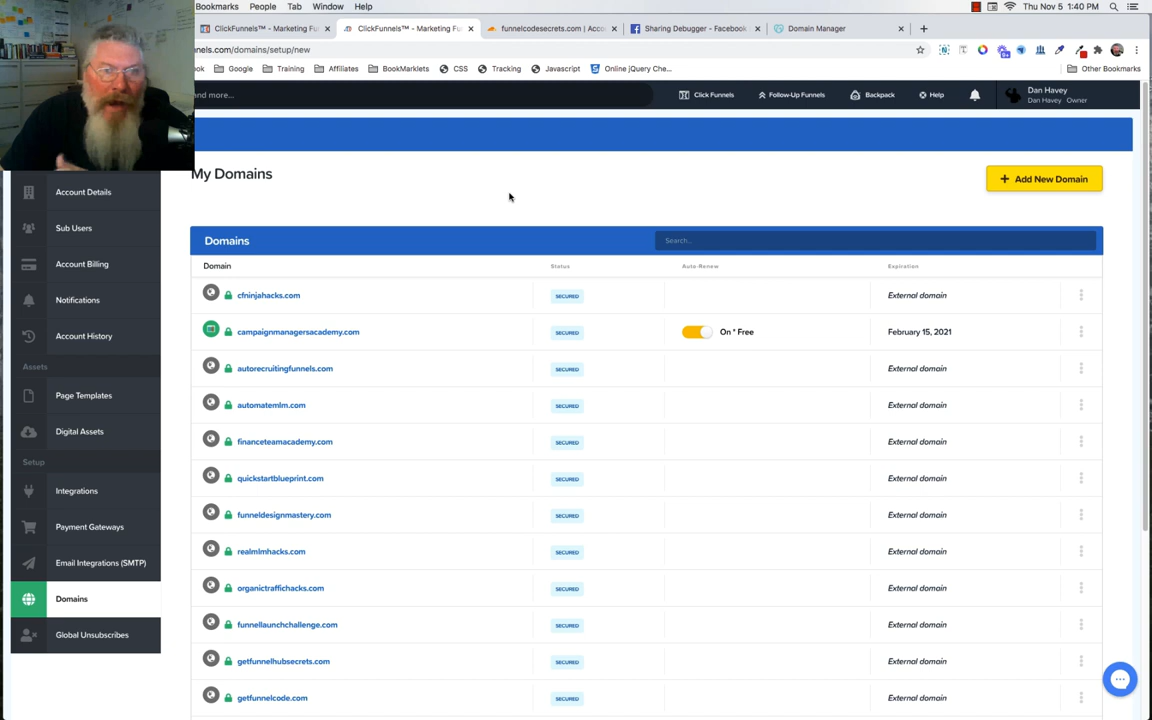 Bookmarks People Tab Window Help Thu Nov 5 1:40 PM
ClickFunnels™ - Marketing Fu ClickFunnels™ - Marketing Fu funnelcodesecrets.com | Acco Sharing Debugger - Facebook Domain Manager
nels.com/domains/setup/new
ok Google Training Affiliates BookMarklets CSS Tracking Javascript Online jQuery Che... Other Bookmarks
nd more... Click Funnels Follow-Up Funnels Backpack Help Dan Havey
Dan Havey Owner
My Domains
Add New Domain
Account Details
Sub Users
Account Billing
Notifications
Account History
Assets
Page Templates
Digital Assets
Setup
Integrations
Payment Gateways
Email Integrations (SMTP)
Domains
Global Unsubscribes
Domains Search...
Domain Status Auto-Renew Expiration
cfninjahacks.com SECURED External domain
campaignmanagersacademy.com SECURED On * Free February 15, 2021
autorecruitingfunnels.com SECURED External domain
automatemlm.com SECURED External domain
financeteamacademy.com SECURED External domain
quickstartblueprint.com SECURED External domain
funneldesignmastery.com SECURED External domain
realmlmhacks.com SECURED External domain
organictraffichacks.com SECURED External domain
funnellaunchchallenge.com SECURED External domain
getfunnelhubsecrets.com SECURED External domain
getfunnelcode.com SECURED External domain